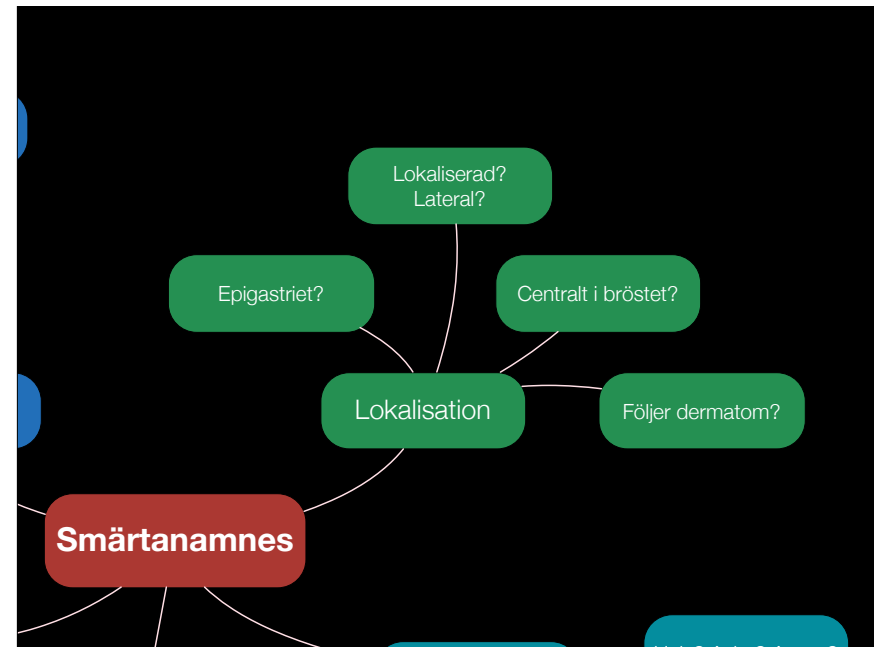 Lokaliserad?
Lateral?
Epigastriet?
Centralt i bröstet?
Lokalisation
Följer dermatom?
Smärtanamnes